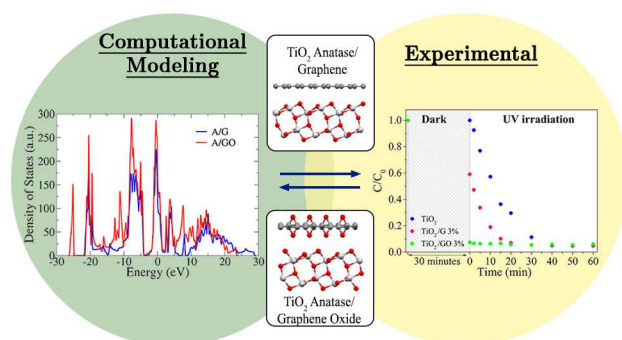 Computational
Modeling
TiO2 Anatase/
Graphene
Experimental
Density of States (a.u.)
300
250
200
150
100
50
0
A/G
A/GO
-30
-20
-10
0
10
20
30
Energy (eV)
TiO2 Anatase/
Graphene Oxide
C/C0
1.0
0.8
0.6
0.4
0.2
0.0
Dark
UV irradiation
TiO2
TiO2/G 3%
TiO2/GO 3%
30 minutes
0
10
20
30
40
50
60
Time (min)